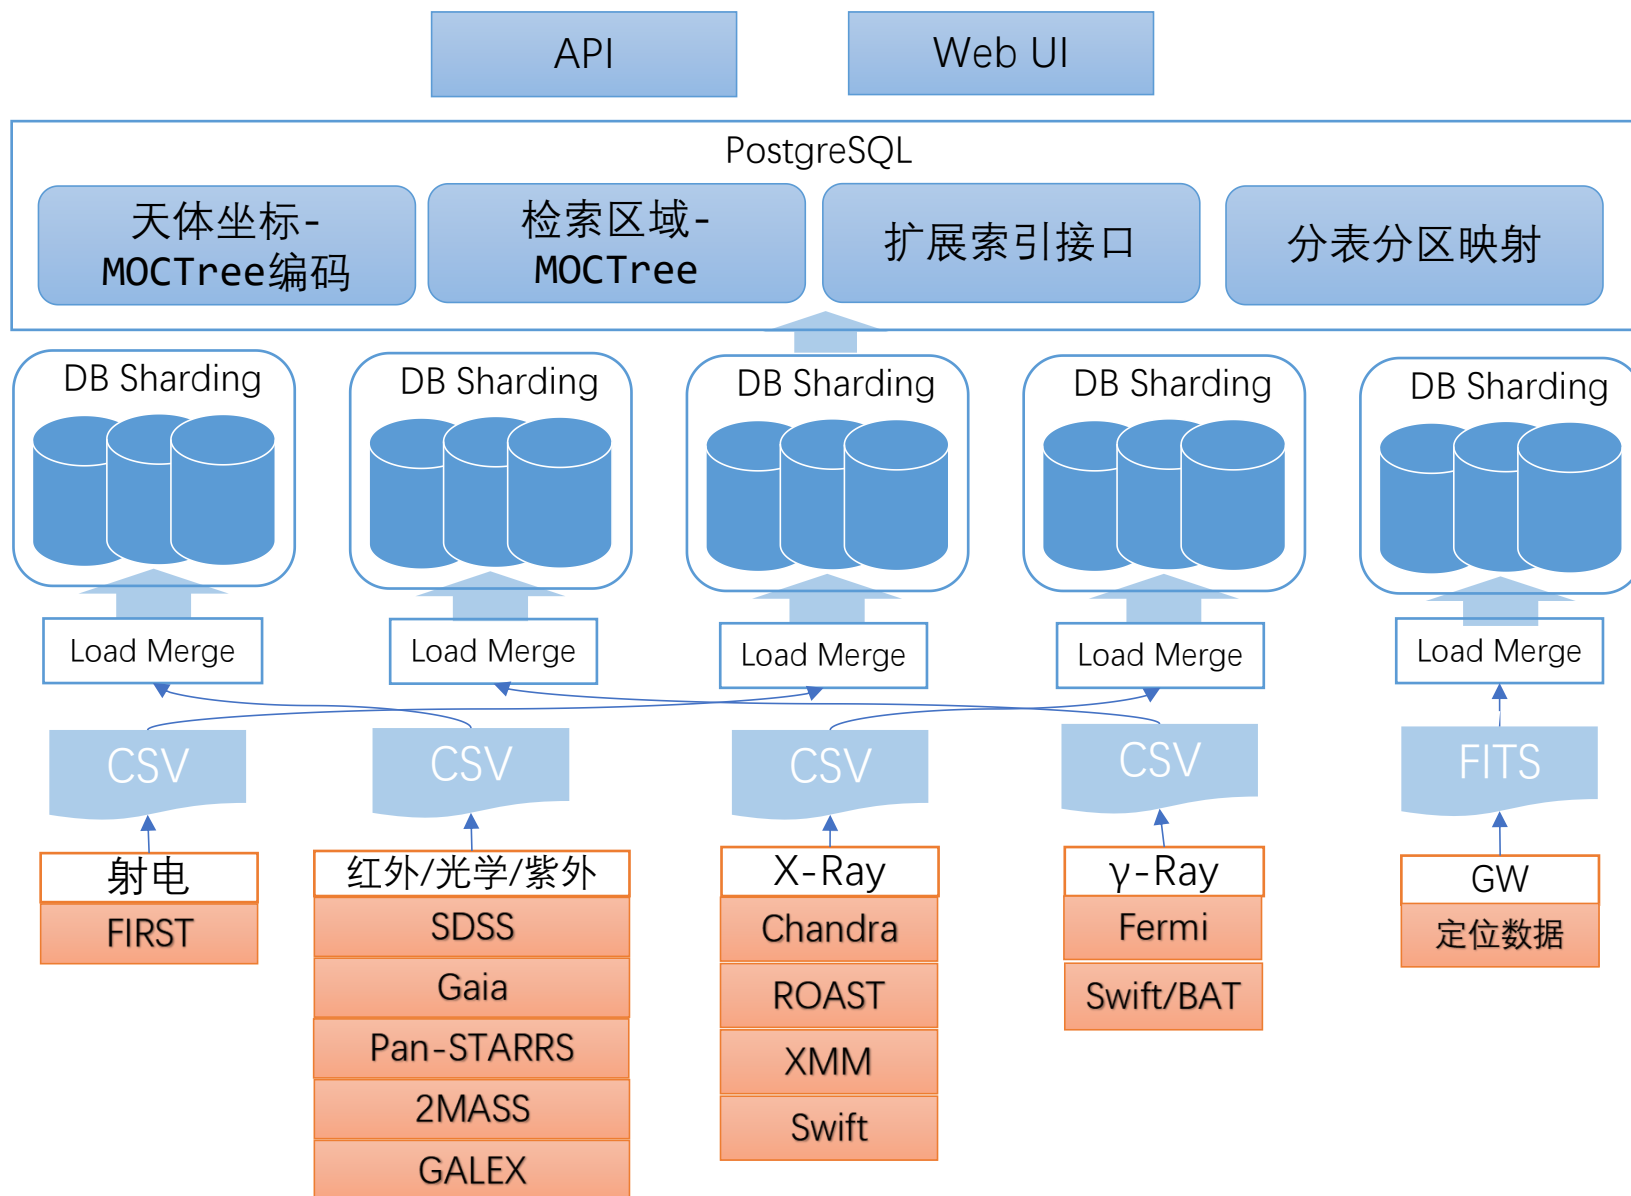 API
Web UI
PostgreSQL
天体坐标-
MOCTree编码
检索区域-
MOCTree
扩展索引接口
分表分区映射
DB Sharding
DB Sharding
DB Sharding
DB Sharding
DB Sharding
Load Merge
Load Merge
Load Merge
Load Merge
Load Merge
CSV
CSV
CSV
CSV
FITS
射电
FIRST
红外/光学/紫外
SDSS
Gaia
Pan-STARRS
2MASS
GALEX
X-Ray
Chandra
ROAST
XMM
Swift
γ-Ray
Fermi
Swift/BAT
GW
定位数据